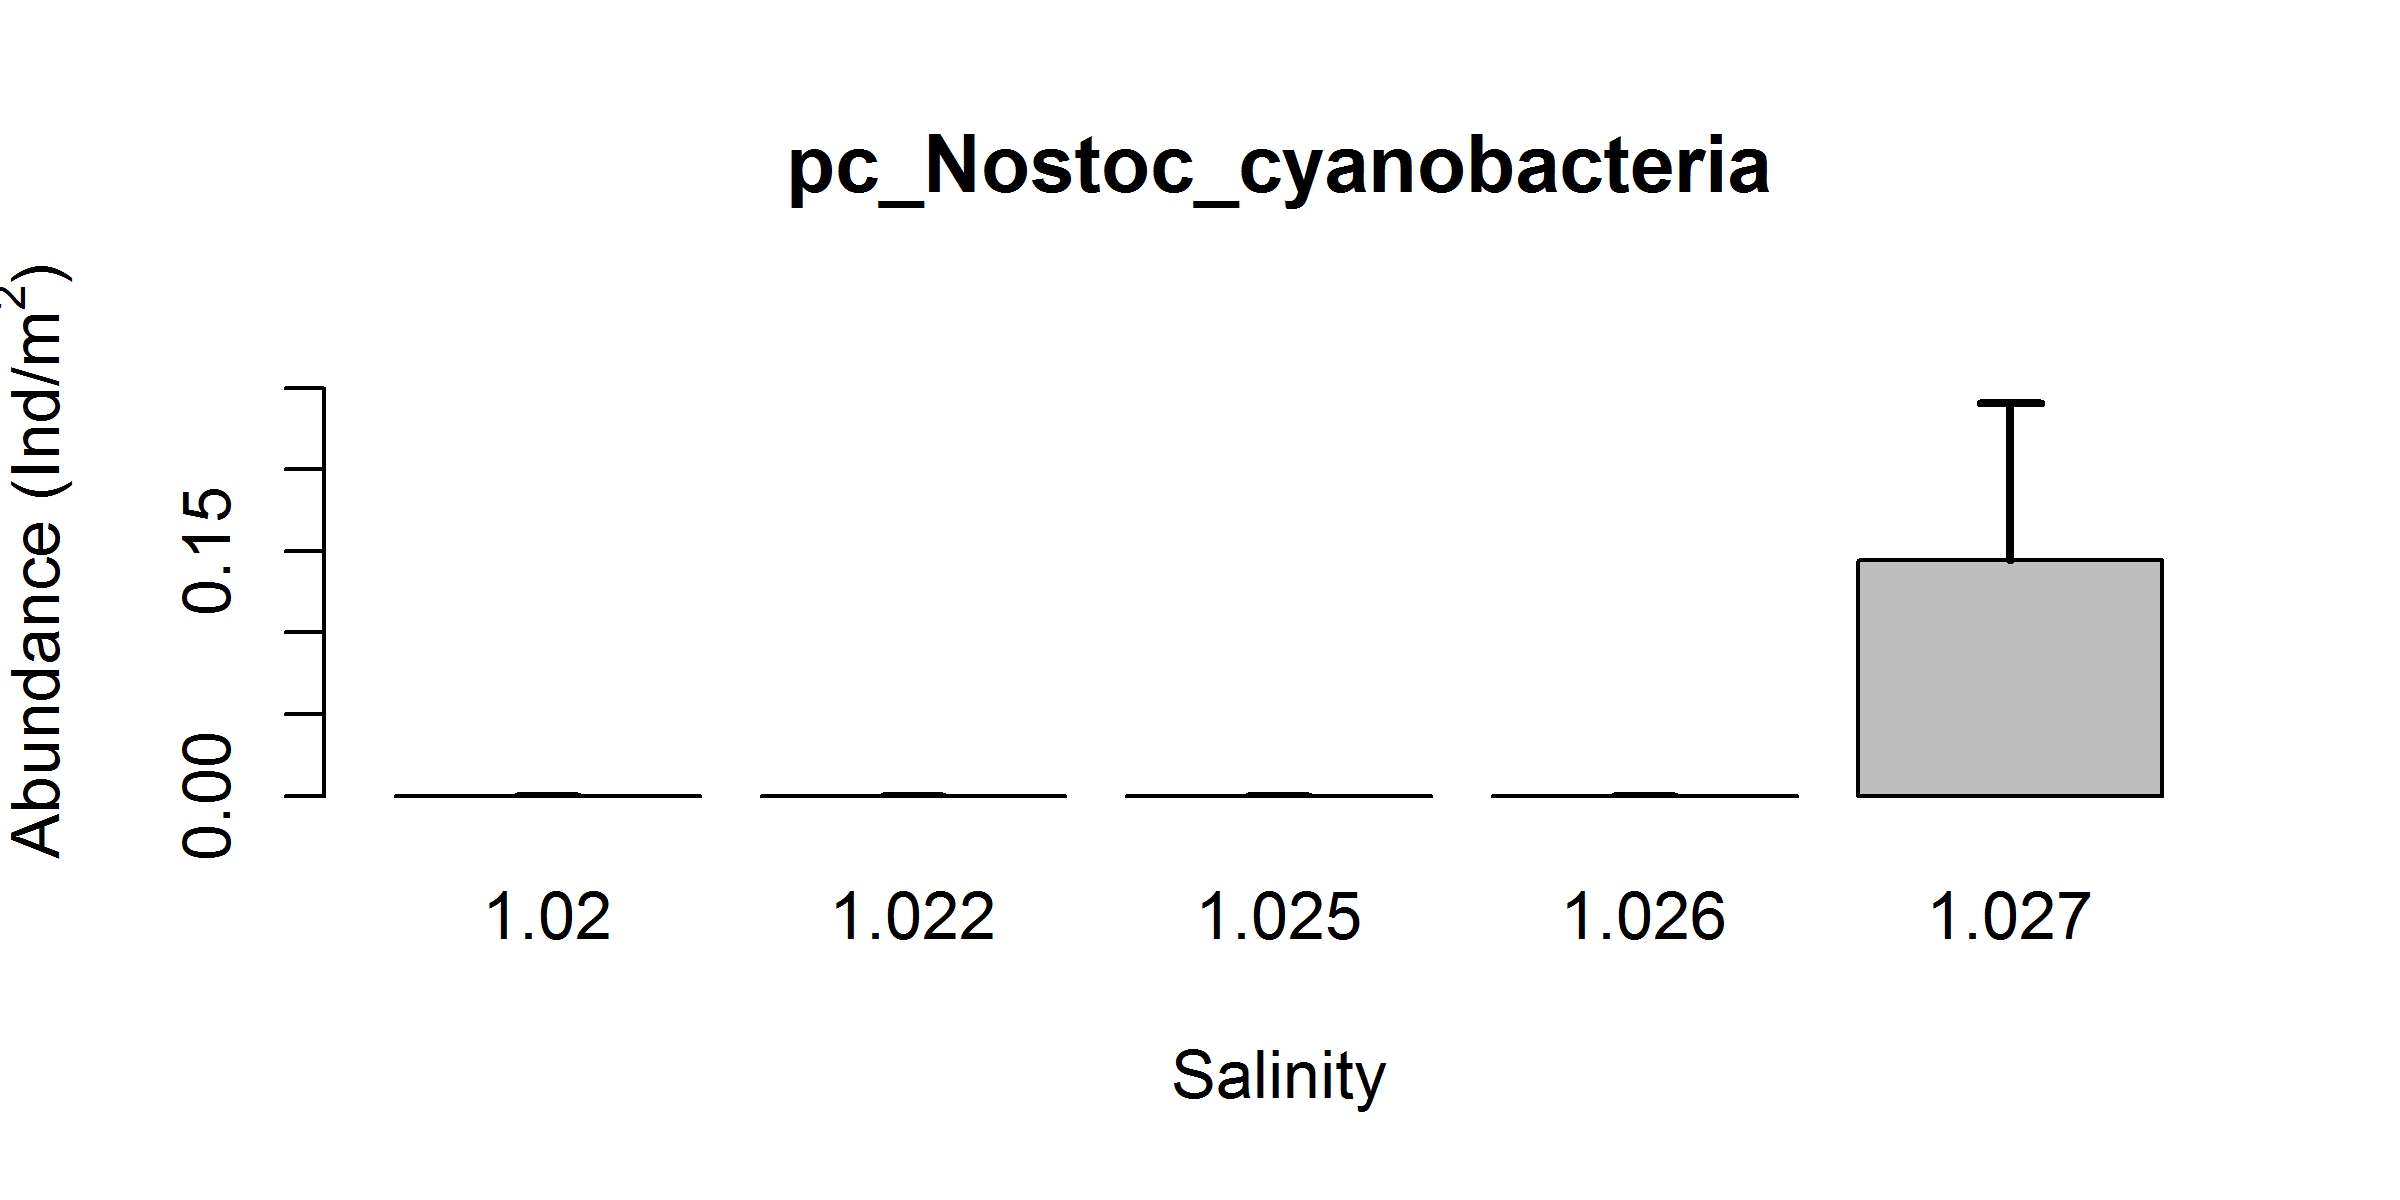 pc_Nostoc_cyanobacteria
Abundance (Ind/m²)
0.15
0.00
1.02 1.022 1.025 1.026 1.027
Salinity